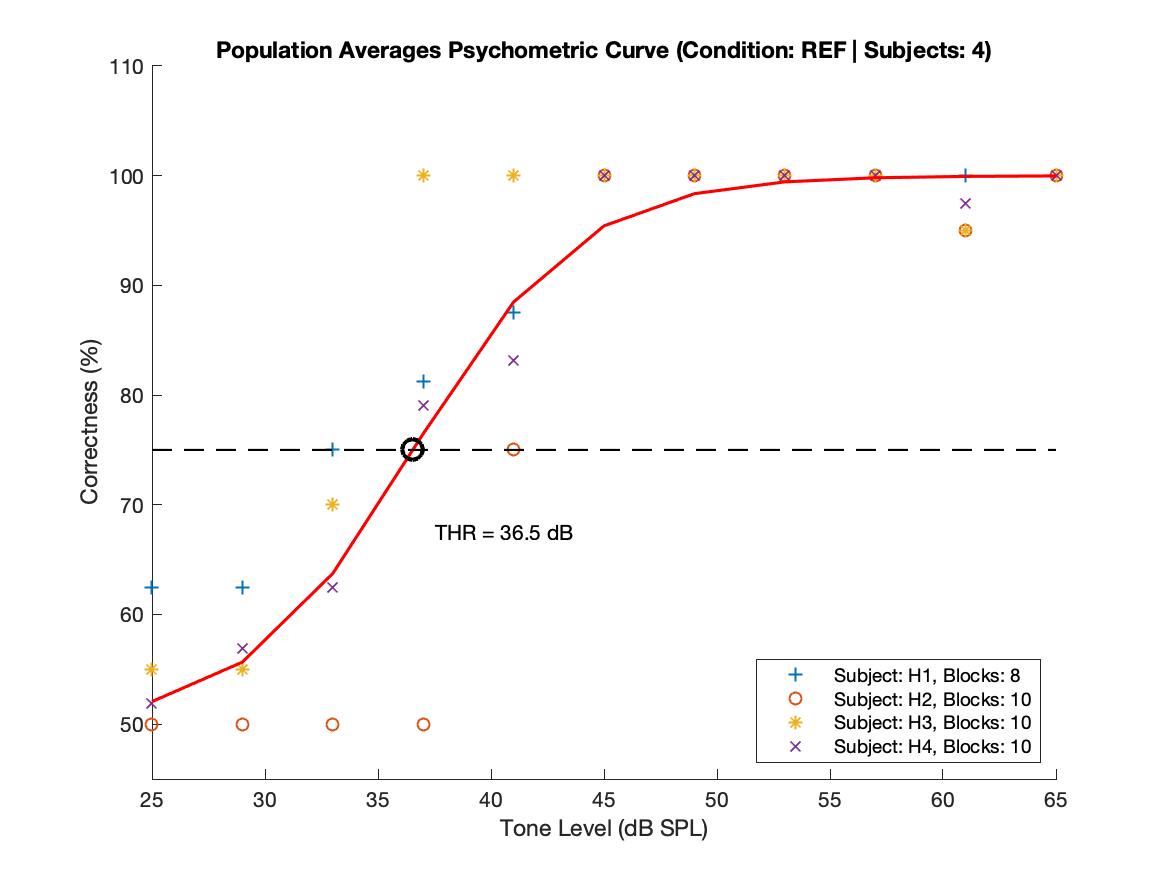 Population Averages Psychometric Curve (Condition: REF | Subjects: 4)
110
100
90
80
70
60
50
Correctness (%)
THR = 36.5 dB
Subject: H1, Blocks: 8
Subject: H2, Blocks: 10
Subject: H3, Blocks: 10
Subject: H4, Blocks: 10
25 30 35 40 45 50 55 60 65
Tone Level (dB SPL)